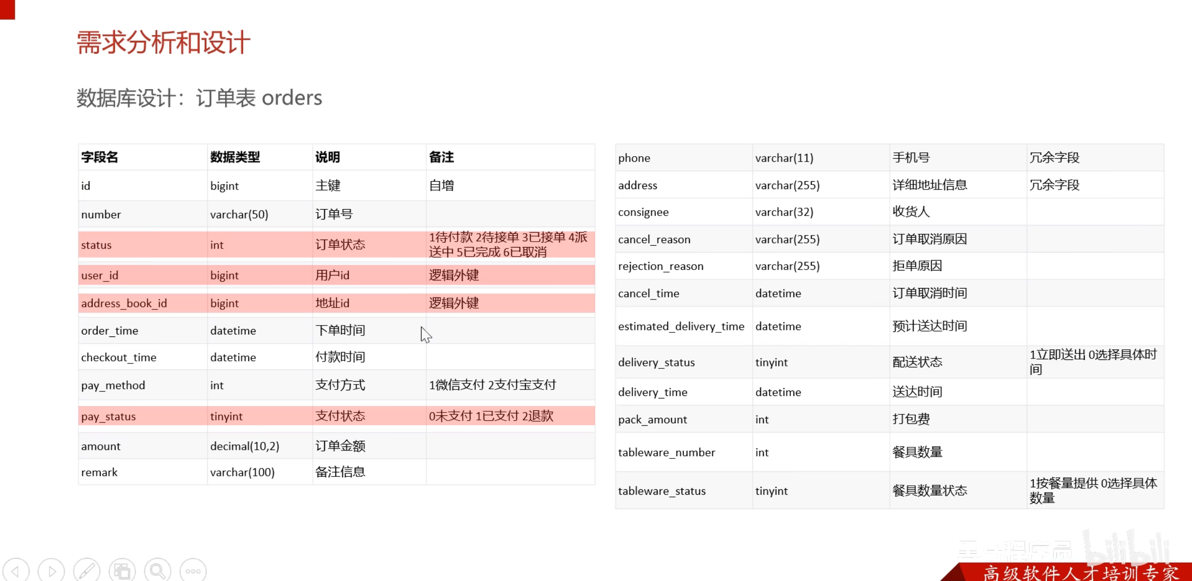 需求分析和设计
数据库设计：订单表 orders
字段名 数据类型 说明 备注
id bigint 主键 自增
number varchar(50) 订单号
status int 订单状态 1待付款 2待接单 3已接单 4派
送中 5已完成 6已取消
user_id bigint 用户id 逻辑外键
address_book_id bigint 地址id 逻辑外键
order_time datetime 下单时间
checkout_time datetime 付款时间
pay_method int 支付方式 1微信支付 2支付宝支付
pay_status tinyint 支付状态 0未支付 1已支付 2退款
amount decimal(10,2) 订单金额
remark varchar(100) 备注信息
phone varchar(11) 手机号 冗余字段
address varchar(255) 详细地址信息 冗余字段
consignee varchar(32) 收货人
cancel_reason varchar(255) 订单取消原因
rejection_reason varchar(255) 拒单原因
cancel_time datetime 订单取消时间
estimated_delivery_time datetime 预计送达时间
delivery_status tinyint 配送状态 1立即送出 0选择具体时
间
delivery_time datetime 送达时间
pack_amount int 打包费
tableware_number int 餐具数量
tableware_status tinyint 餐具数量状态 1按餐量提供 0选择具体
数量
bilibili
高级软件人才培训专家